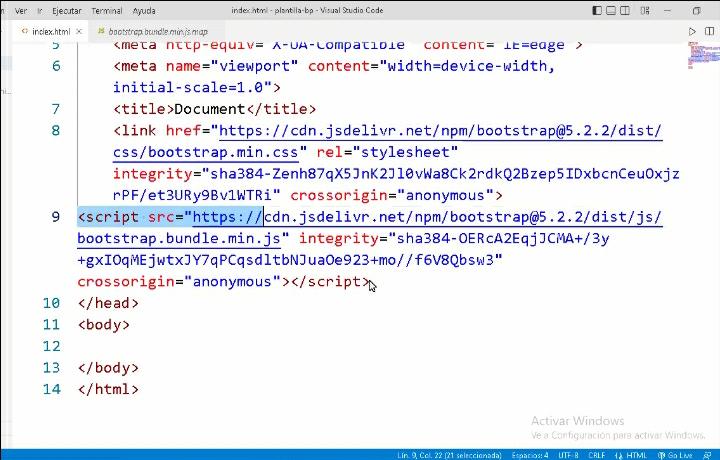 index.html - plantilla-bp - Visual Studio Code
Ver Ir Ejecutar Terminal Ayuda
index.html bootstrap.bundle.min.js.map
5 <meta http-equiv="X-UA-Compatible" content="IE=edge">
6 <meta name="viewport" content="width=device-width,
initial-scale=1.0">
7 <title>Document</title>
8 <link href="https://cdn.jsdelivr.net/npm/bootstrap@5.2.2/dist/
css/bootstrap.min.css" rel="stylesheet"
integrity="sha384-Zenh87qX5JnK2Jl0vWa8Ck2rdkQ2Bzep5IDxbcnCeuOxjz
rPF/et3URy9Bv1WTRi" crossorigin="anonymous">
9 <script src="https://cdn.jsdelivr.net/npm/bootstrap@5.2.2/dist/js/
bootstrap.bundle.min.js" integrity="sha384-OERcA2EqjJCMA+/3y
+gxIOqMEjwtxJY7qPCqsdltbNJuaOe923+mo//f6V8Qbsw3"
crossorigin="anonymous"></script>
10 </head>
11 <body>
12
13 </body>
14 </html>
Activar Windows
Ve a Configuración para activar Windows.
Lín. 9, Col. 22 (21 seleccionada) Espacios: 4 UTF-8 CRLF HTML Go Live